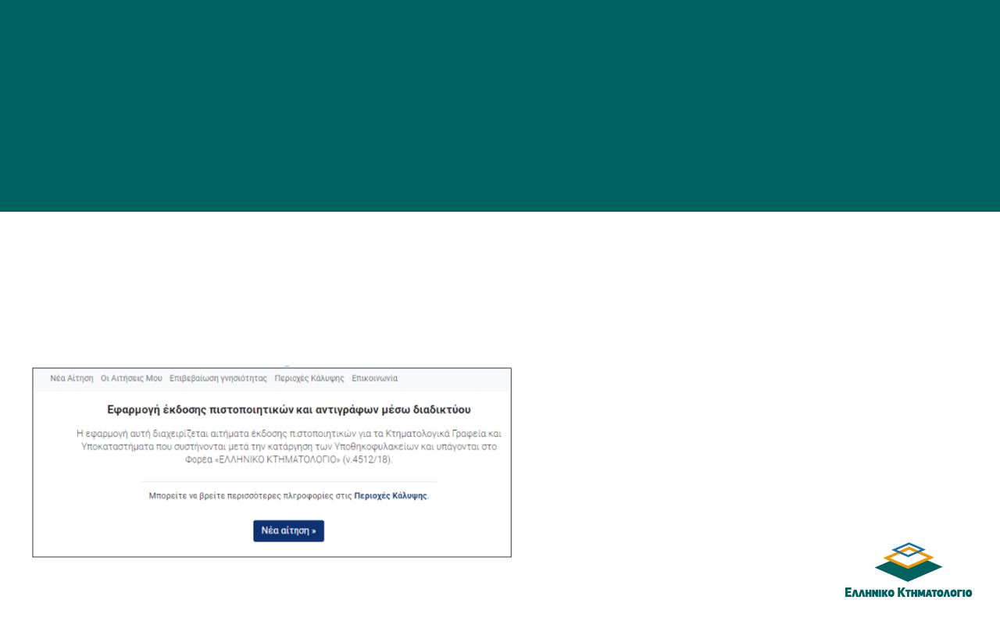 Νέα Αίτηση Οι Αιτήσεις Μου Επιβεβαίωση γνησιότητας Περιοχές Κάλυψης Επικοινωνία
Εφαρμογή έκδοσης πιστοποιητικών και αντιγράφων μέσω διαδικτύου
Η εφαρμογή αυτή διαχειρίζεται αιτήματα έκδοσης πιστοποιητικών για τα Κτηματολογικά Γραφεία και
Υποκαταστήματα που συστήνονται μετά την κατάργηση των Υποθηκοφυλακείων και υπάγονται στο
Φορέα «ΕΛΛΗΝΙΚΟ ΚΤΗΜΑΤΟΛΟΓΙΟ» (ν.4512/18).
Μπορείτε να βρείτε περισσότερες πληροφορίες στις Περιοχές Κάλυψης.
Νέα αίτηση »
ΕΛΛΗΝΙΚΟ ΚΤΗΜΑΤΟΛΟΓΙΟ